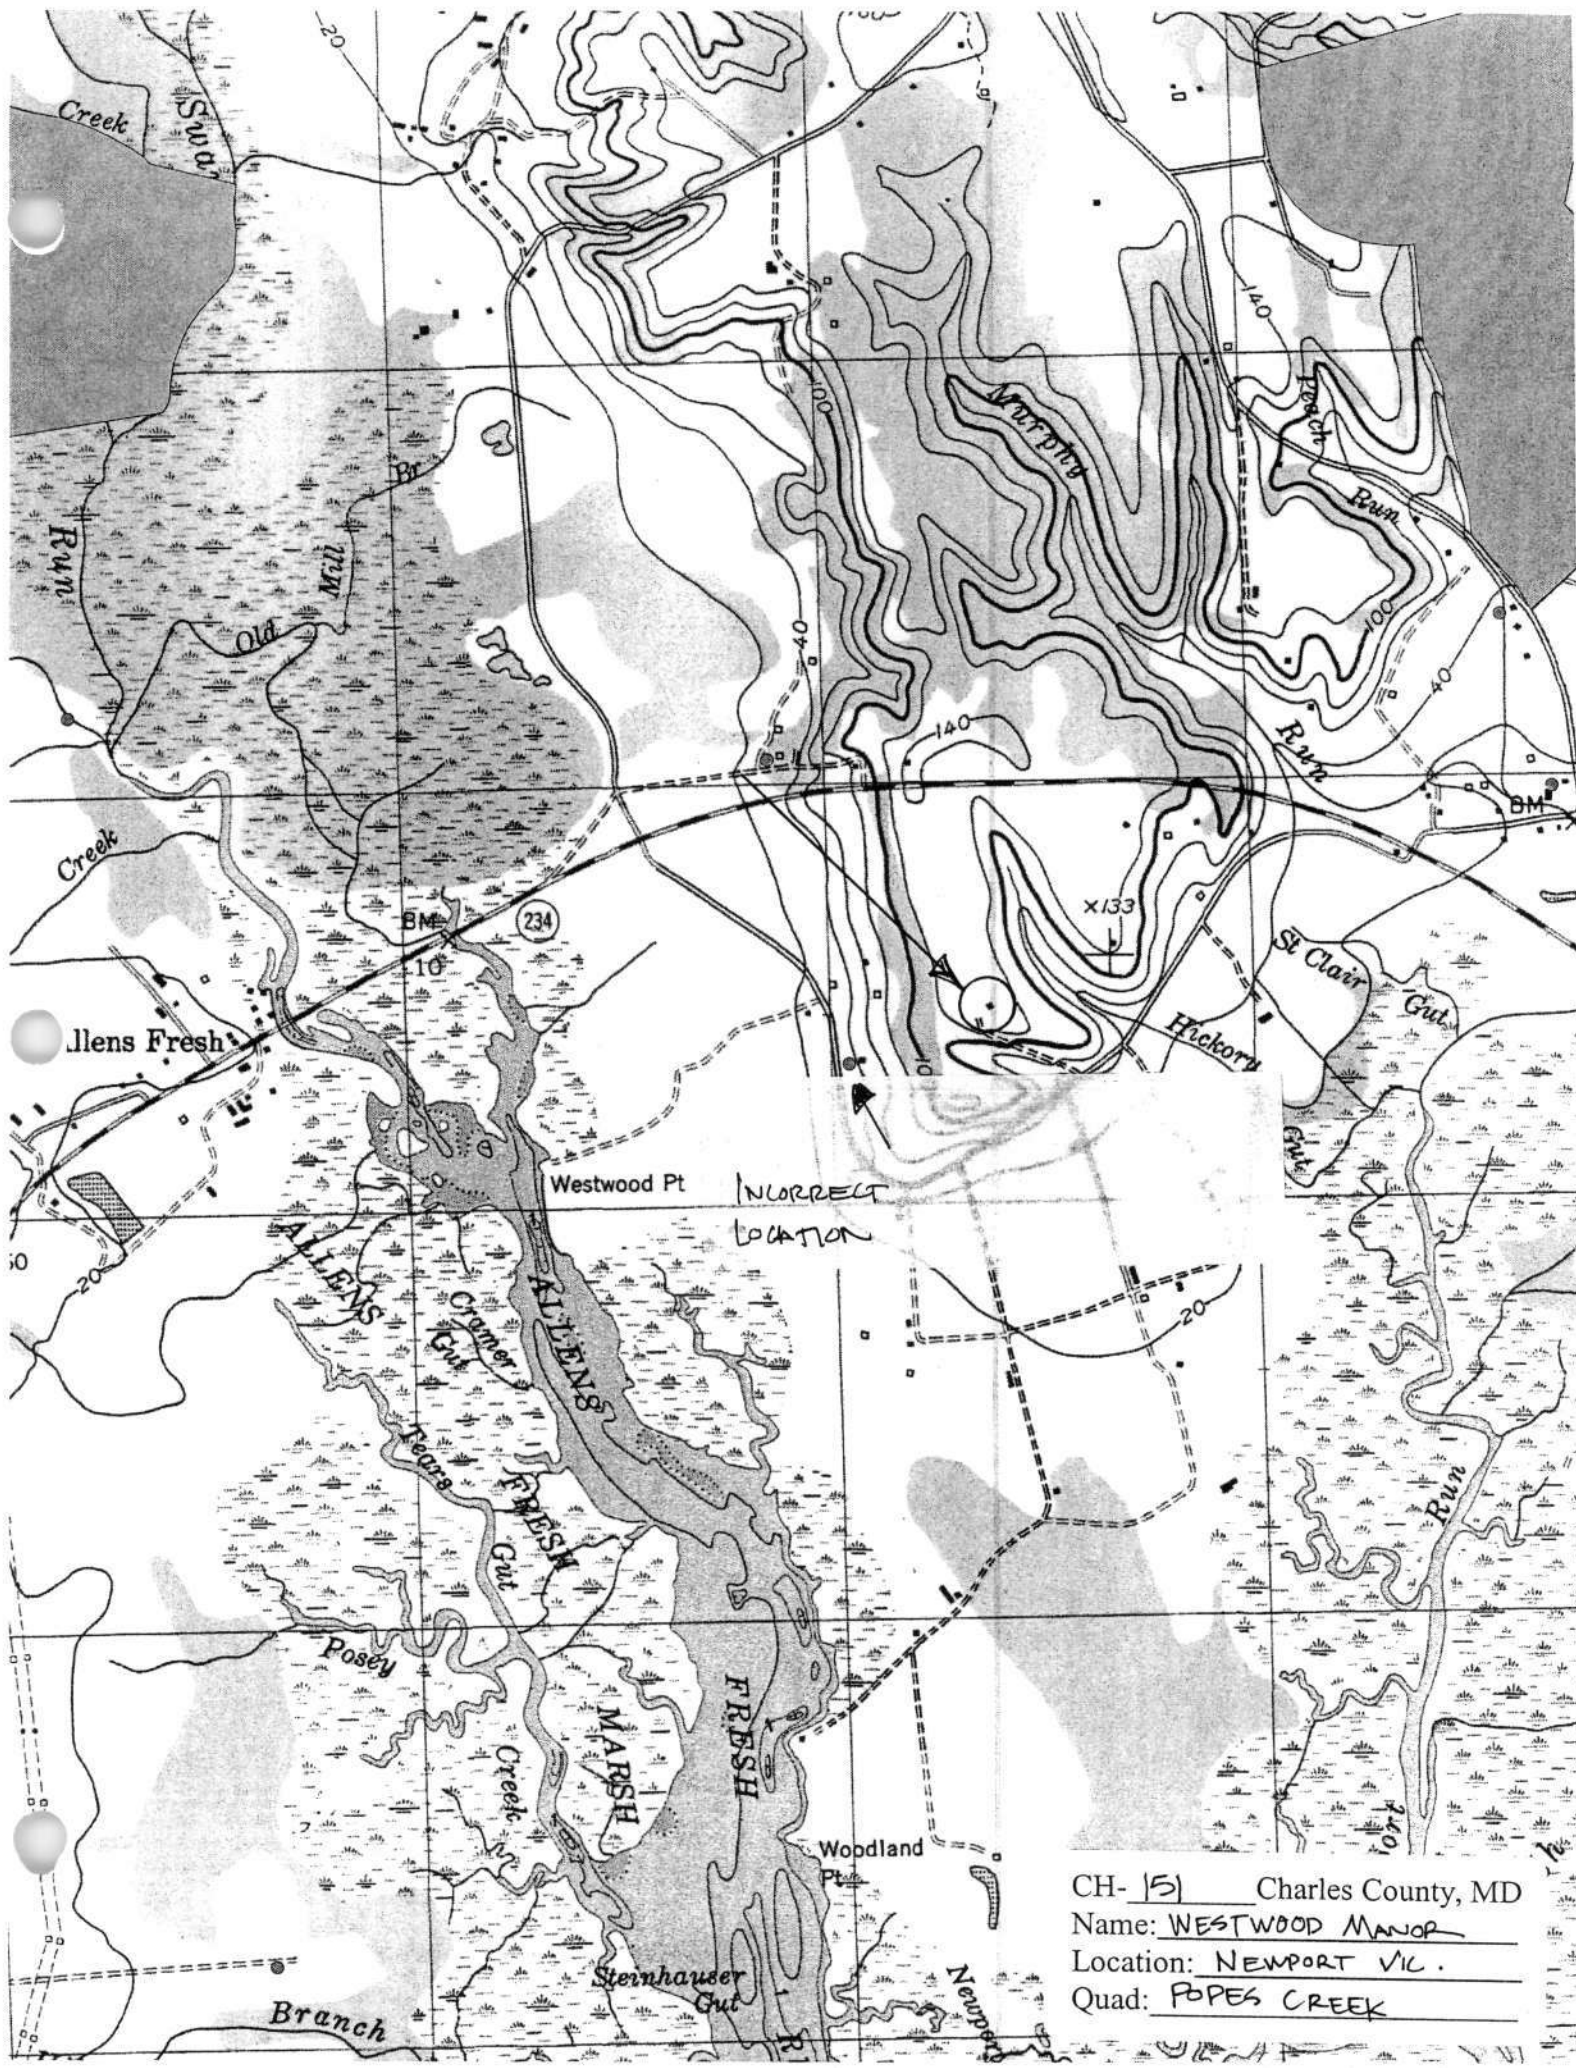 20
Creek
Swa
140
100
Murphy
Peach
Run
Br
Run
Mill
Old
40
100
40
140
Run
BM
Creek
BM
234
10
×133
St Clair
Gut
llens Fresh
Hickory
10
Gut
Westwood Pt
INCORRECT
LOCATION
ALLENS
20
ALLENS
Cramer
Gut
20
Tears
FRESH
Gut
Run
Posey
FRESH
MARSH
Creek
Woodland
Pt
Steinhauser
Gut
Newport
Branch
R
CH- 151 Charles County, MD
Name: WESTWOOD MANOR
Location: NEWPORT VIC.
Quad: POPES CREEK